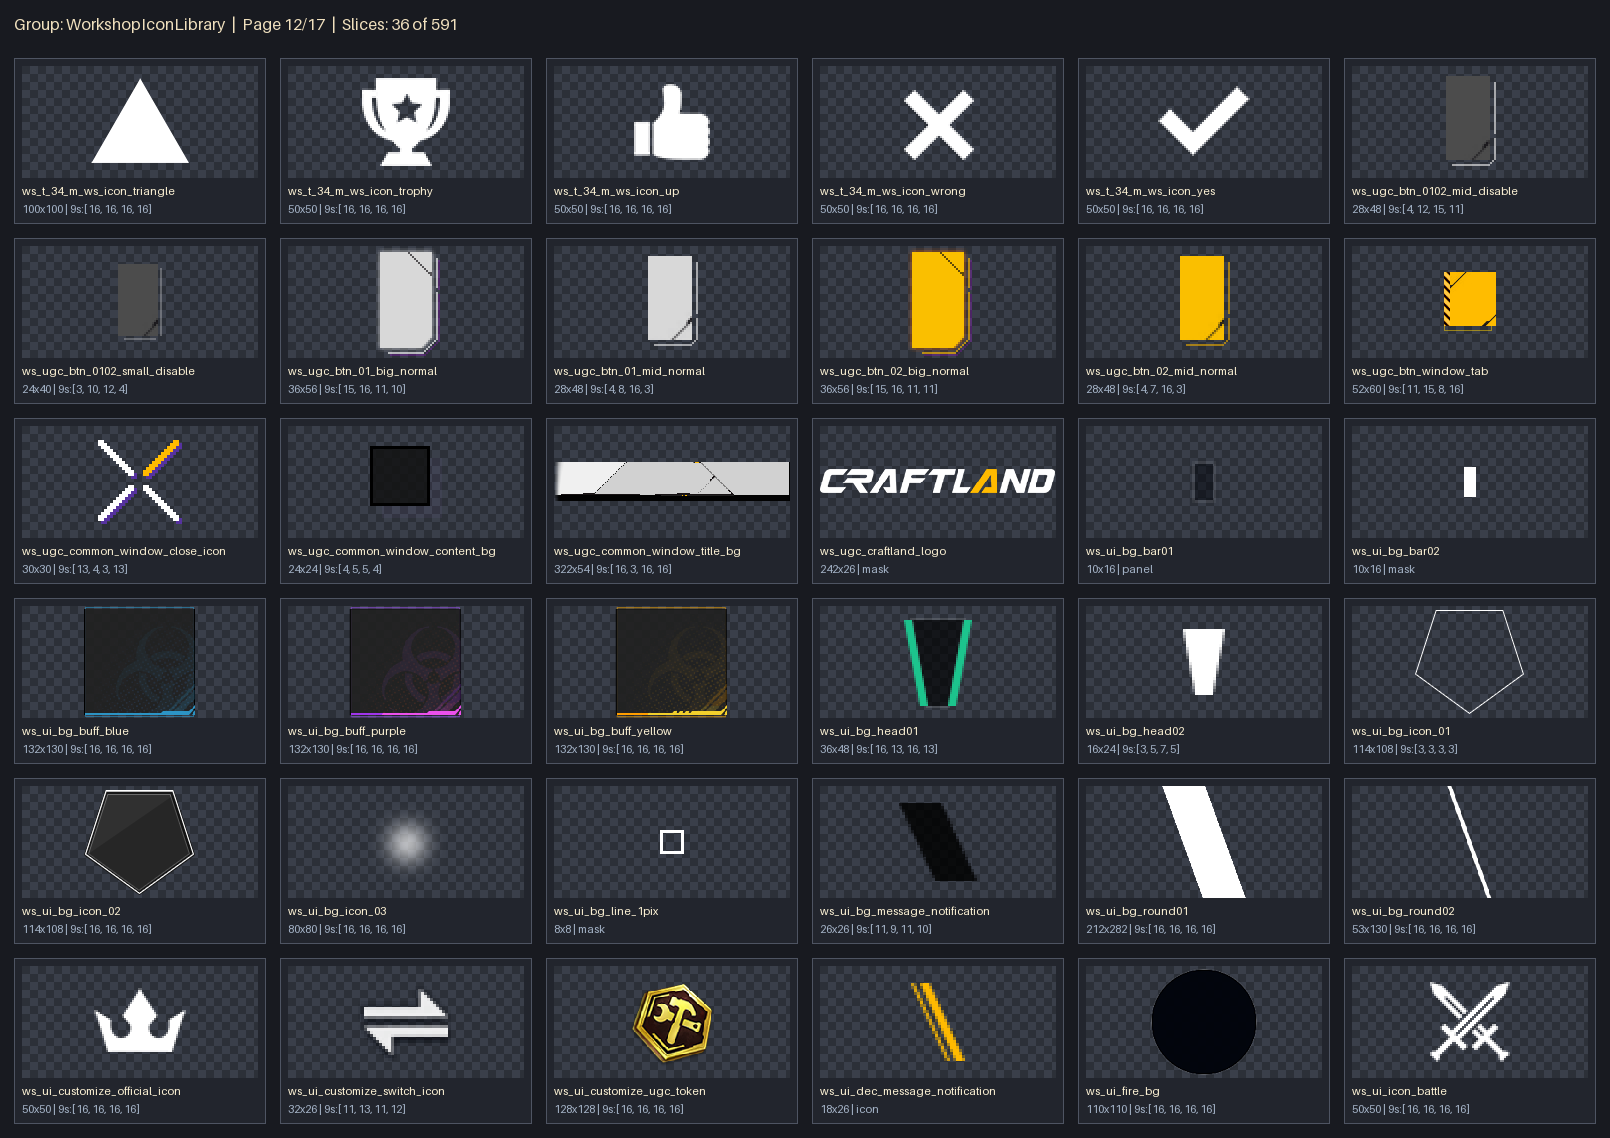 Group: WorkshopIconLibrary | Page 12/17 | Slices: 36 of 591
ws_t_34_m_ws_icon_triangle
100x100 | 9s:[16, 16, 16, 16]
ws_t_34_m_ws_icon_trophy
50x50 | 9s:[16, 16, 16, 16]
ws_t_34_m_ws_icon_up
50x50 | 9s:[16, 16, 16, 16]
ws_t_34_m_ws_icon_wrong
50x50 | 9s:[16, 16, 16, 16]
ws_t_34_m_ws_icon_yes
50x50 | 9s:[16, 16, 16, 16]
ws_ugc_btn_0102_mid_disable
28x48 | 9s:[4, 12, 15, 11]
ws_ugc_btn_0102_small_disable
24x40 | 9s:[3, 10, 12, 4]
ws_ugc_btn_01_big_normal
36x56 | 9s:[15, 16, 11, 10]
ws_ugc_btn_01_mid_normal
28x48 | 9s:[4, 8, 16, 3]
ws_ugc_btn_02_big_normal
36x56 | 9s:[15, 16, 11, 11]
ws_ugc_btn_02_mid_normal
28x48 | 9s:[4, 7, 16, 3]
ws_ugc_btn_window_tab
52x60 | 9s:[11, 15, 8, 16]
ws_ugc_common_window_close_icon
30x30 | 9s:[13, 4, 3, 13]
ws_ugc_common_window_content_bg
24x24 | 9s:[4, 5, 5, 4]
ws_ugc_common_window_title_bg
322x54 | 9s:[16, 3, 16, 16]
CRAFTLAND
ws_ugc_craftland_logo
242x26 | mask
ws_ui_bg_bar01
10x16 | panel
ws_ui_bg_bar02
10x16 | mask
ws_ui_bg_buff_blue
132x130 | 9s:[16, 16, 16, 16]
ws_ui_bg_buff_purple
132x130 | 9s:[16, 16, 16, 16]
ws_ui_bg_buff_yellow
132x130 | 9s:[16, 16, 16, 16]
ws_ui_bg_head01
36x48 | 9s:[16, 13, 16, 13]
ws_ui_bg_head02
16x24 | 9s:[3, 5, 7, 5]
ws_ui_bg_icon_01
114x108 | 9s:[3, 3, 3, 3]
ws_ui_bg_icon_02
114x108 | 9s:[16, 16, 16, 16]
ws_ui_bg_icon_03
80x80 | 9s:[16, 16, 16, 16]
ws_ui_bg_line_1pix
8x8 | mask
ws_ui_bg_message_notification
26x26 | 9s:[11, 9, 11, 10]
ws_ui_bg_round01
212x282 | 9s:[16, 16, 16, 16]
ws_ui_bg_round02
53x130 | 9s:[16, 16, 16, 16]
ws_ui_customize_official_icon
50x50 | 9s:[16, 16, 16, 16]
ws_ui_customize_switch_icon
32x26 | 9s:[11, 13, 11, 12]
ws_ui_customize_ugc_token
128x128 | 9s:[16, 16, 16, 16]
ws_ui_dec_message_notification
18x26 | icon
ws_ui_fire_bg
110x110 | 9s:[16, 16, 16, 16]
ws_ui_icon_battle
50x50 | 9s:[16, 16, 16, 16]